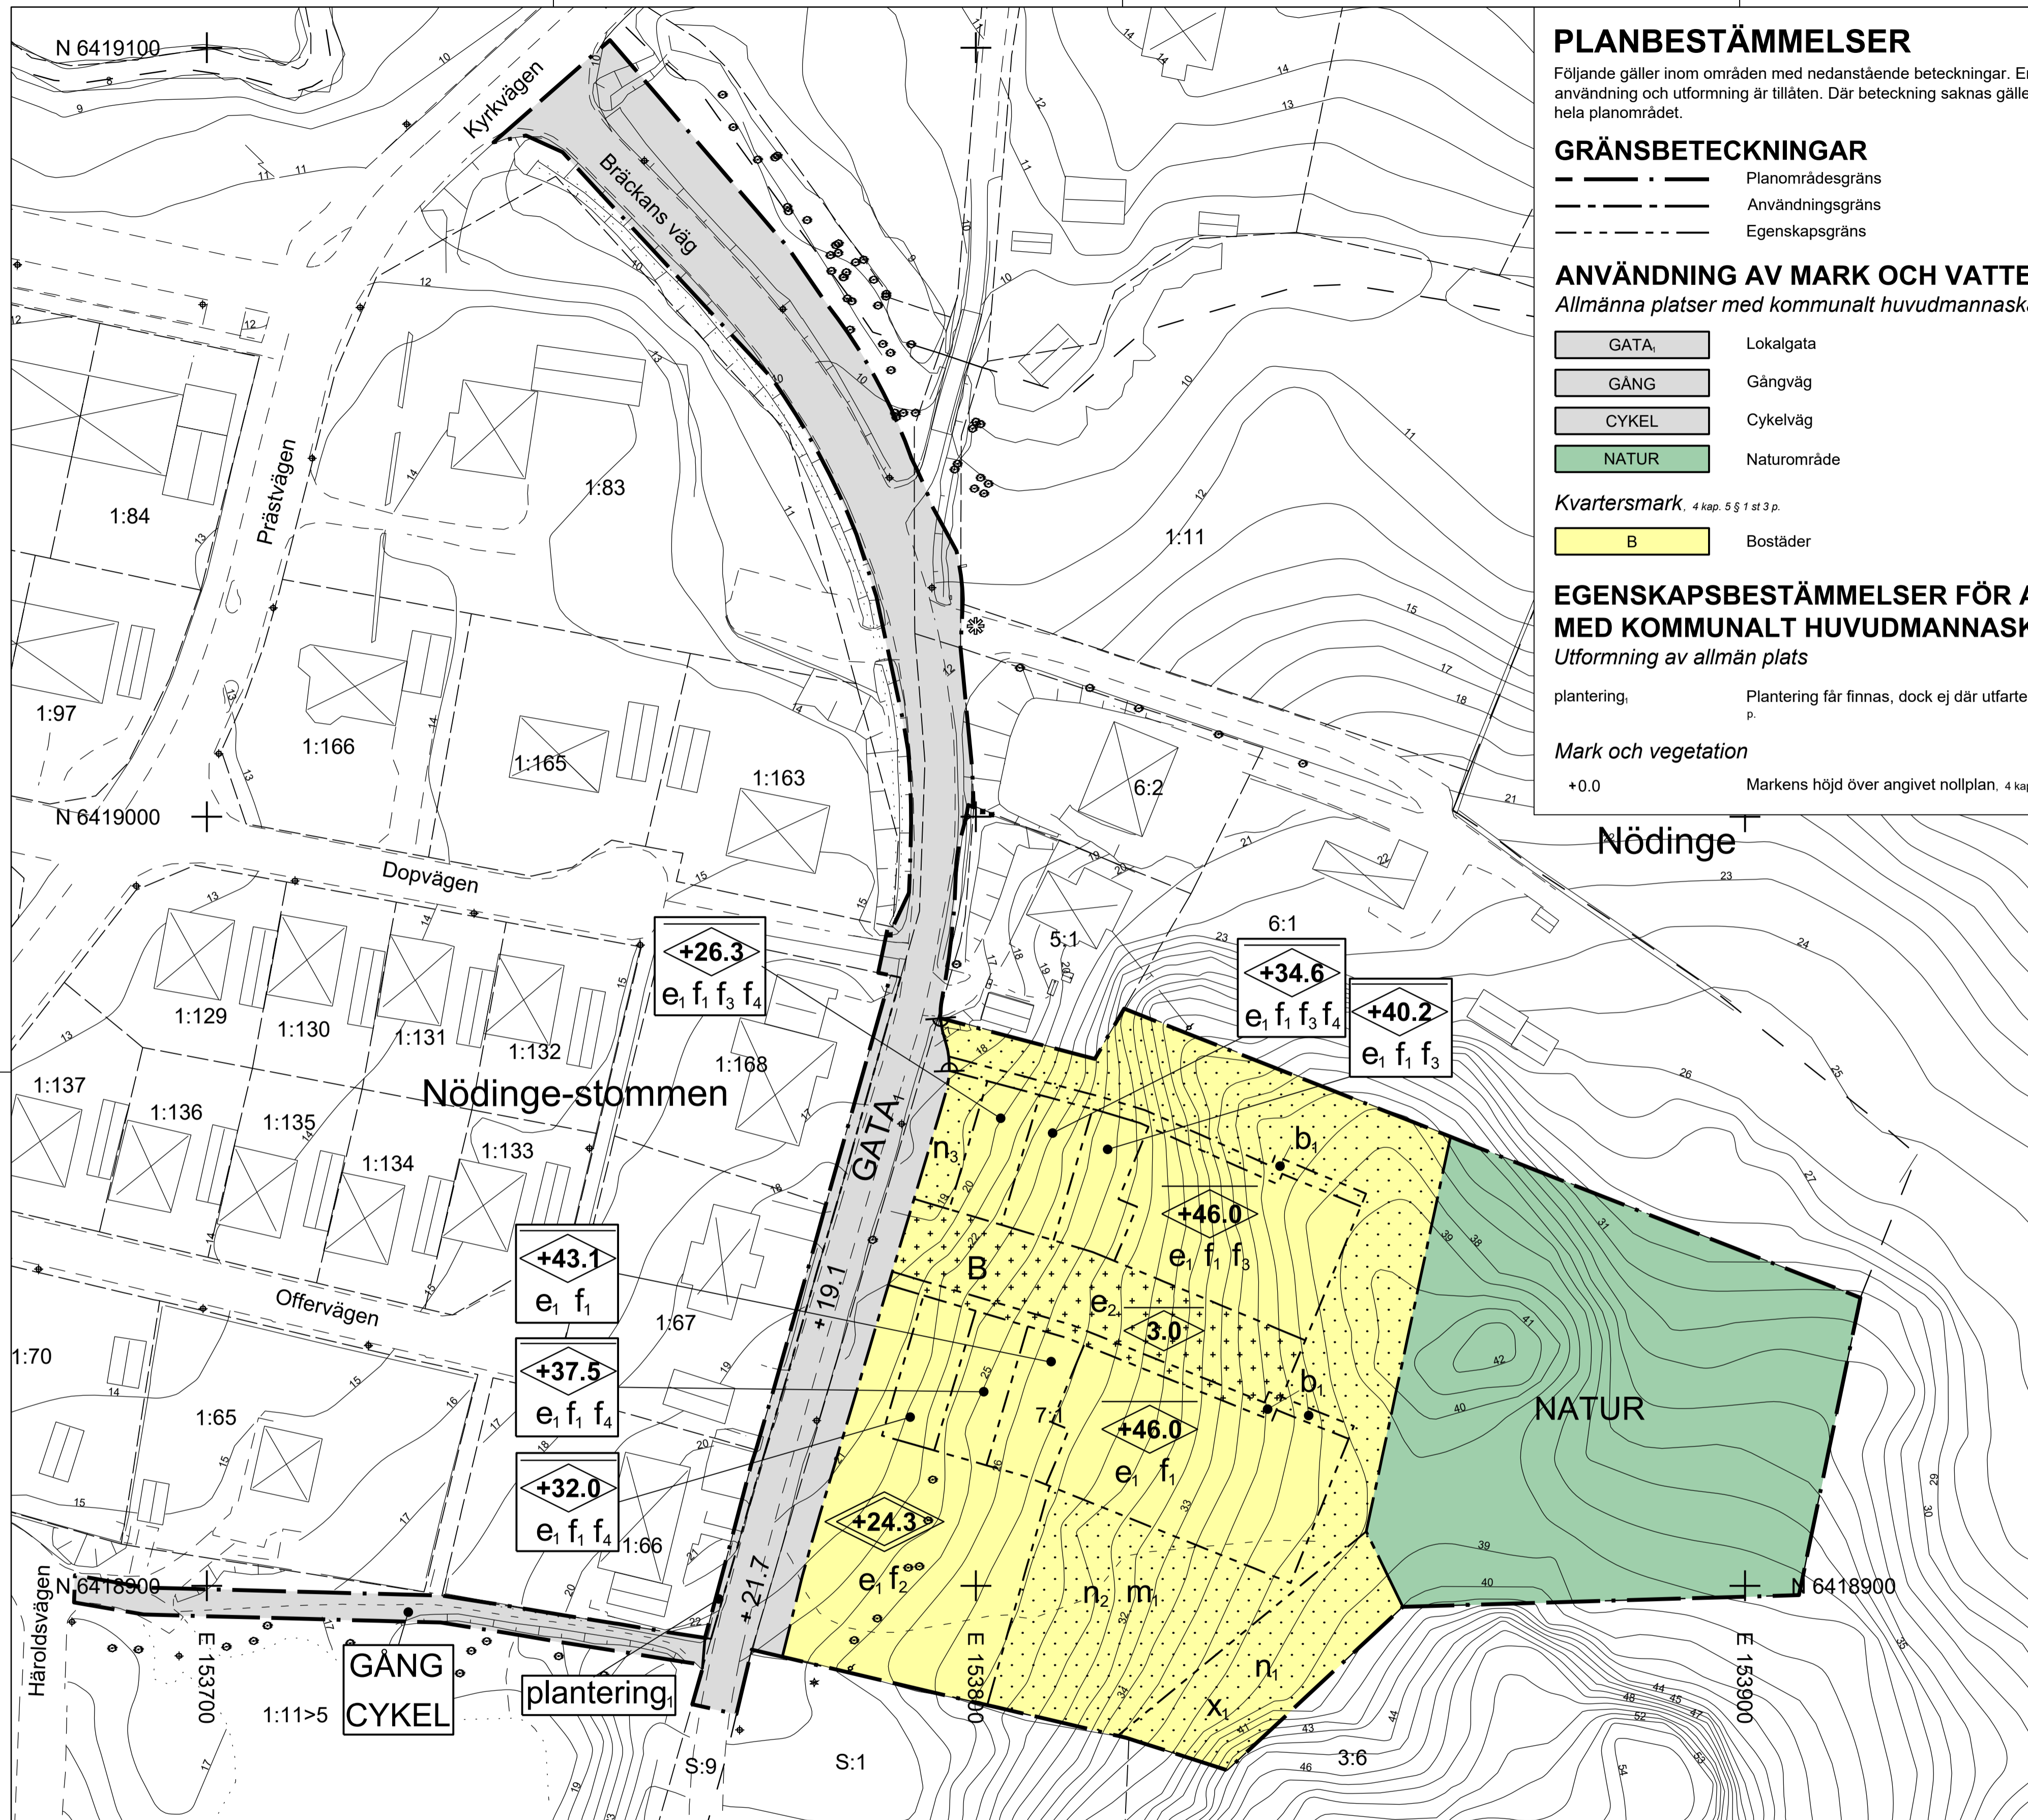 PLANBESTÄMMELSER
Följande gäller inom områden med nedanstående beteckningar.
användning och utformning är tillåten. Där beteckning saknas
hela planområdet.
GRÄNSBETECKNINGAR
Planområdesgräns
Användningsgräns
Egenskapsgräns
ANVÄNDNING AV MARK OCH VATTE
Allmänna platser med kommunalt huvudmannaska
GATA₁ Lokalgata
GÅNG Gångväg
CYKEL Cykelväg
NATUR Naturområde
Kvartersmark, 4 kap. 5 § 1 st 3 p.
B Bostäder
EGENSKAPSBESTÄMMELSER FÖR A
MED KOMMUNALT HUVUDMANNASK
Utformning av allmän plats
plantering₁ Plantering får finnas, dock ej där utfarte
p.
Mark och vegetation
+0.0 Markens höjd över angivet nollplan, 4 kap
N 6419100
Kyrkvägen
Bräckans väg
Prästvägen
1:84
1:83
1:11
1:97
1:166
1:165
1:163
6:2
N 6419000
Nödinge
Dopvägen
6:1
5:1
+26.3
e₁ f₁ f₃ f₄
+34.6
e₁ f₁ f₃ f₄
+40.2
e₁ f₁ f₃
1:129
1:130
1:131
1:132
1:168
1:137
Nödinge-stommen
1:136
1:135
1:134
1:133
GATA₁
n₃
b₁
+46.0
e₁ f₁ f₃
B
e₂
3.0
+43.1
e₁ f₁
+19.1
Offervägen
1:67
1:70
+37.5
e₁ f₁ f₄
b₁
7:1
+46.0
e₁ f₁
NATUR
1:65
+32.0
e₁ f₁ f₄
+24.3
e₁ f₂
1:66
+21.7
n₂ m₁
N 6418900
N 6418900
Häroldsvägen
E 153700
E 153800
E 153900
GÅNG
CYKEL
plantering₁
n₁
x₁
1:11>5
S:9
S:1
3:6